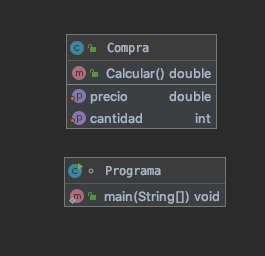 Compra
Calcular() double
precio double
cantidad int
Programa
main(String[]) void